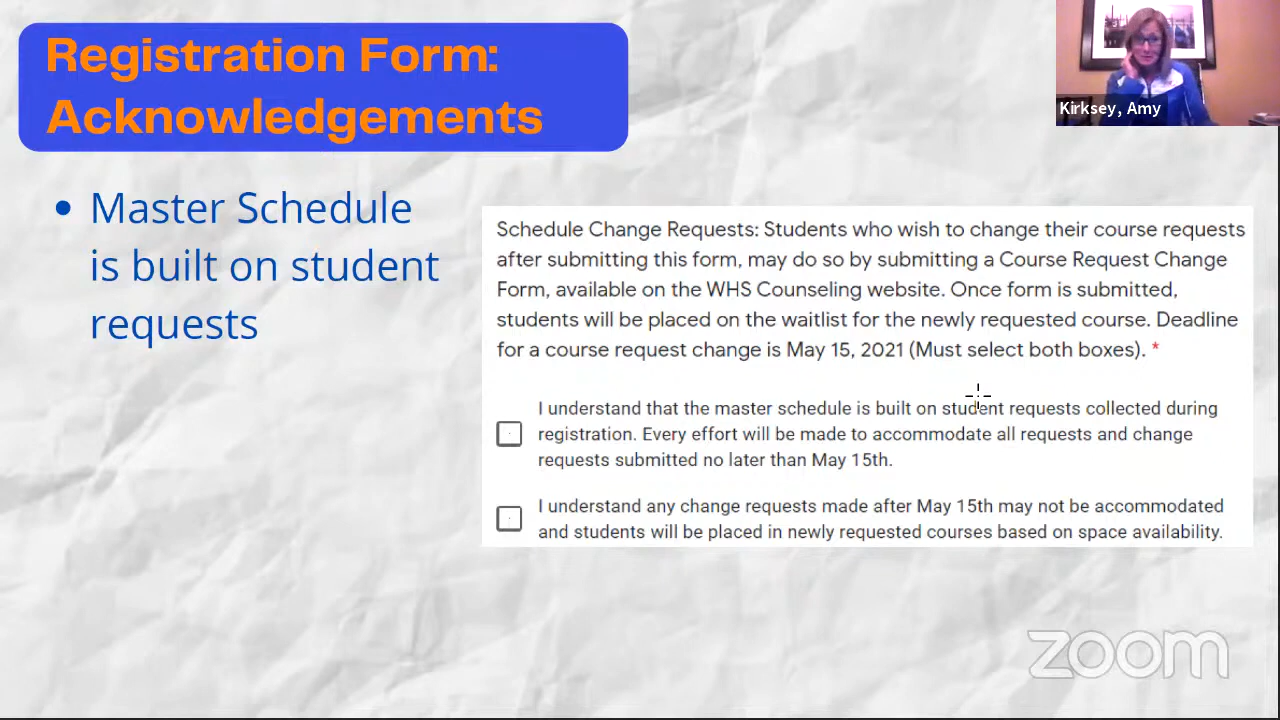 Registration Form:
Acknowledgements
Kirksey, Amy
• Master Schedule
is built on student
requests
Schedule Change Requests: Students who wish to change their course requests
after submitting this form, may do so by submitting a Course Request Change
Form, available on the WHS Counseling website. Once form is submitted,
students will be placed on the waitlist for the newly requested course. Deadline
for a course request change is May 15, 2021 (Must select both boxes). *
I understand that the master schedule is built on student requests collected during
registration. Every effort will be made to accommodate all requests and change
requests submitted no later than May 15th.
I understand any change requests made after May 15th may not be accommodated
and students will be placed in newly requested courses based on space availability.
zoom